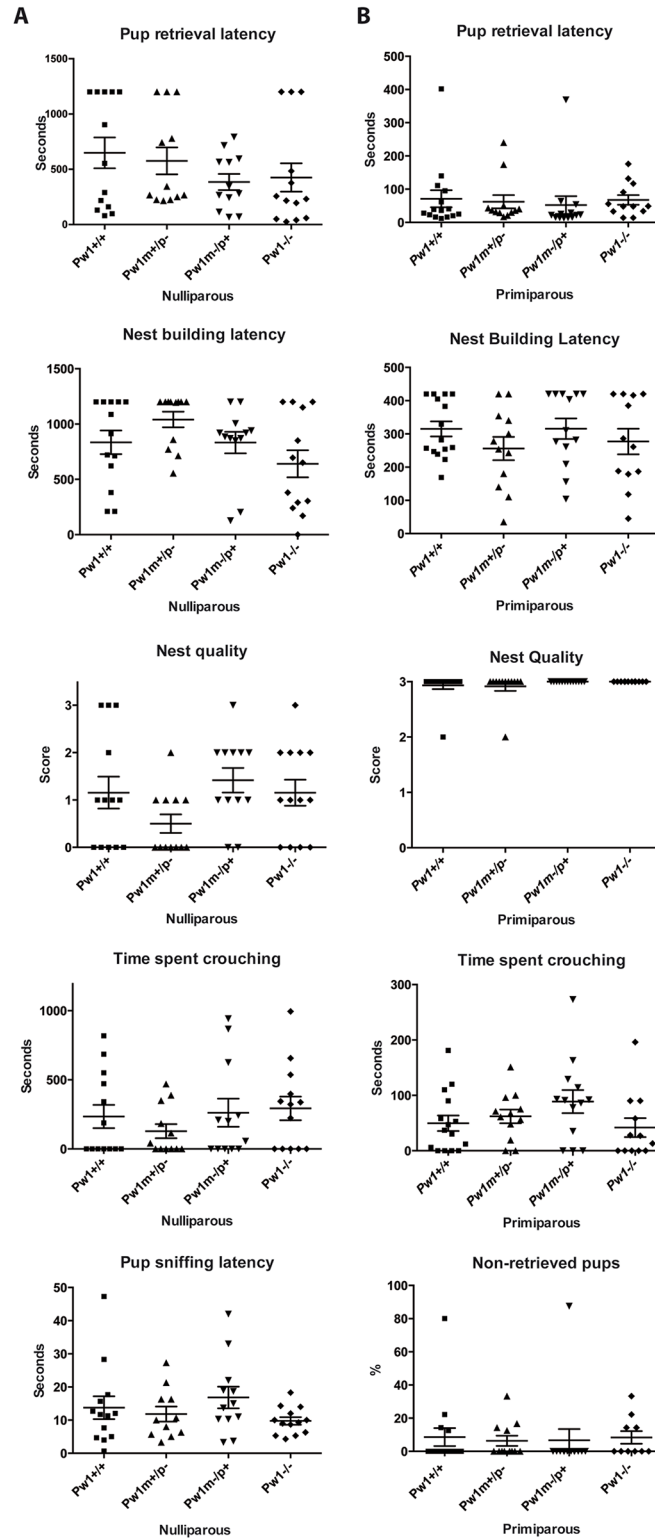 A
B
Pup retrieval latency
1500
1000
500
0
Seconds
Pw1+/+
Pw1m+/p-
Pw1m-/p+
Pw1-/-
Nulliparous
Pup retrieval latency
500
400
300
200
100
0
Seconds
Pw1+/+
Pw1m+/p-
Pw1m-/p+
Pw1-/-
Primiparous
Nest building latency
1500
1000
500
0
Seconds
Pw1+/+
Pw1m+/p-
Pw1m-/p+
Pw1-/-
Nulliparous
Nest Building Latency
500
400
300
200
100
0
Seconds
Pw1+/+
Pw1m+/p-
Pw1m-/p+
Pw1-/-
Primiparous
Nest quality
3
2
1
0
Score
Pw1+/+
Pw1m+/p-
Pw1m-/p+
Pw1-/-
Nulliparous
Nest Quality
3
2
1
0
Score
Pw1+/+
Pw1m+/p-
Pw1m-/p+
Pw1-/-
Primiparous
Time spent crouching
1000
500
0
Seconds
Pw1+/+
Pw1m+/p-
Pw1m-/p+
Pw1-/-
Nulliparous
Time spent crouching
300
200
100
0
Seconds
Pw1+/+
Pw1m+/p-
Pw1m-/p+
Pw1-/-
Primiparous
Pup sniffing latency
50
40
30
20
10
0
Seconds
Pw1+/+
Pw1m+/p-
Pw1m-/p+
Pw1-/-
Nulliparous
Non-retrieved pups
100
80
60
40
20
0
%
Pw1+/+
Pw1m+/p-
Pw1m-/p+
Pw1-/-
Primiparous